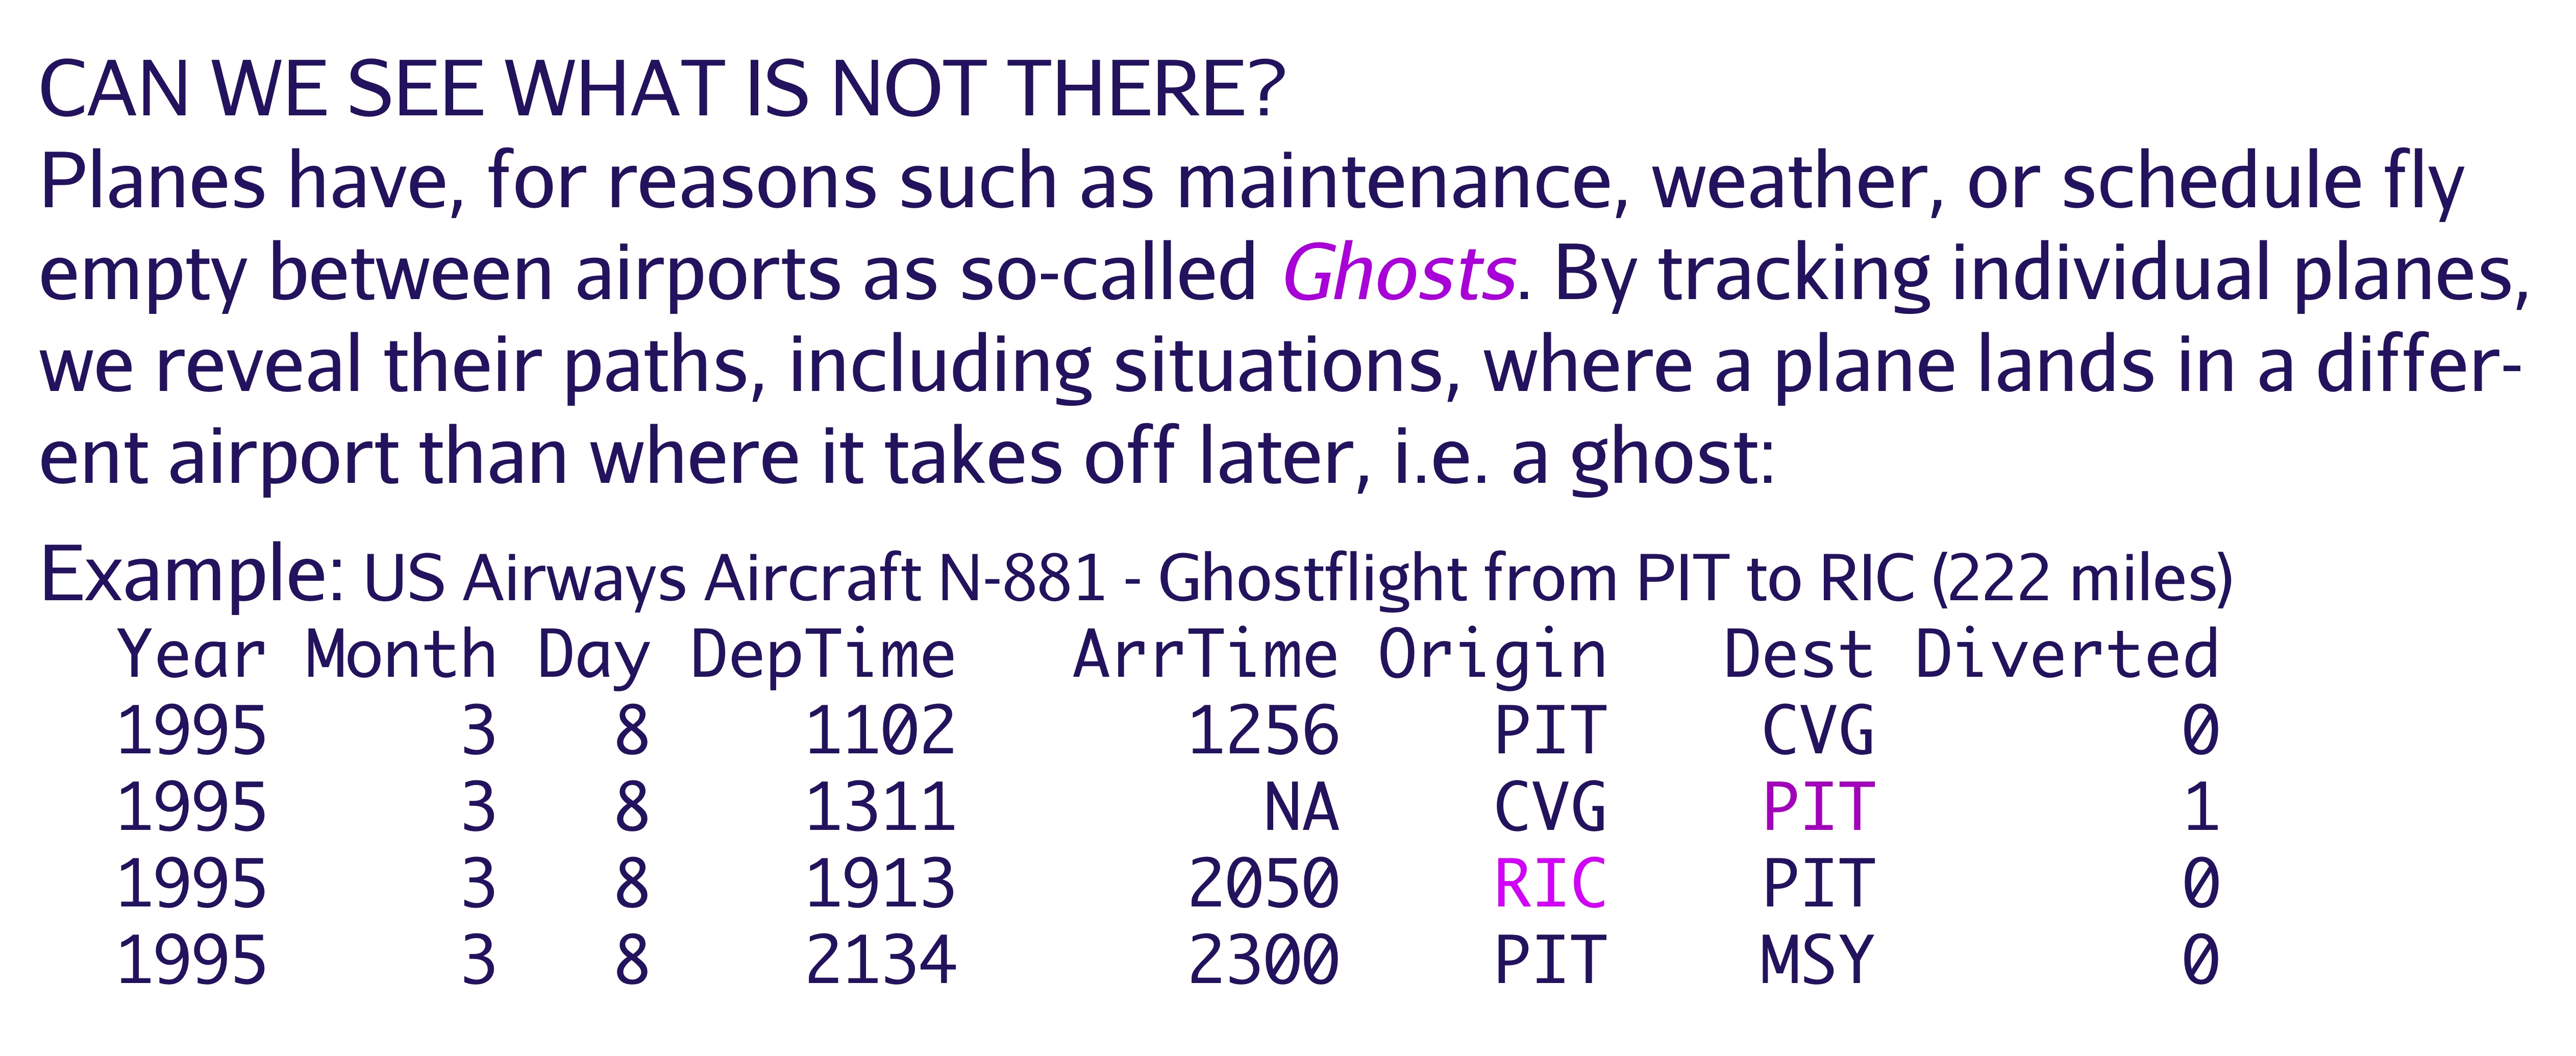 CAN WE SEE WHAT IS NOT THERE?
Planes have, for reasons such as maintenance, weather, or schedule fly
empty between airports as so-called Ghosts. By tracking individual planes,
we reveal their paths, including situations, where a plane lands in a differ-
ent airport than where it takes off later, i.e. a ghost:
Example: US Airways Aircraft N-881 - Ghostflight from PIT to RIC (222 miles)
Year Month Day DepTime ArrTime Origin Dest Diverted
1995 3 8 1102 1256 PIT CVG 0
1995 3 8 1311 NA CVG PIT 1
1995 3 8 1913 2050 RIC PIT 0
1995 3 8 2134 2300 PIT MSY 0